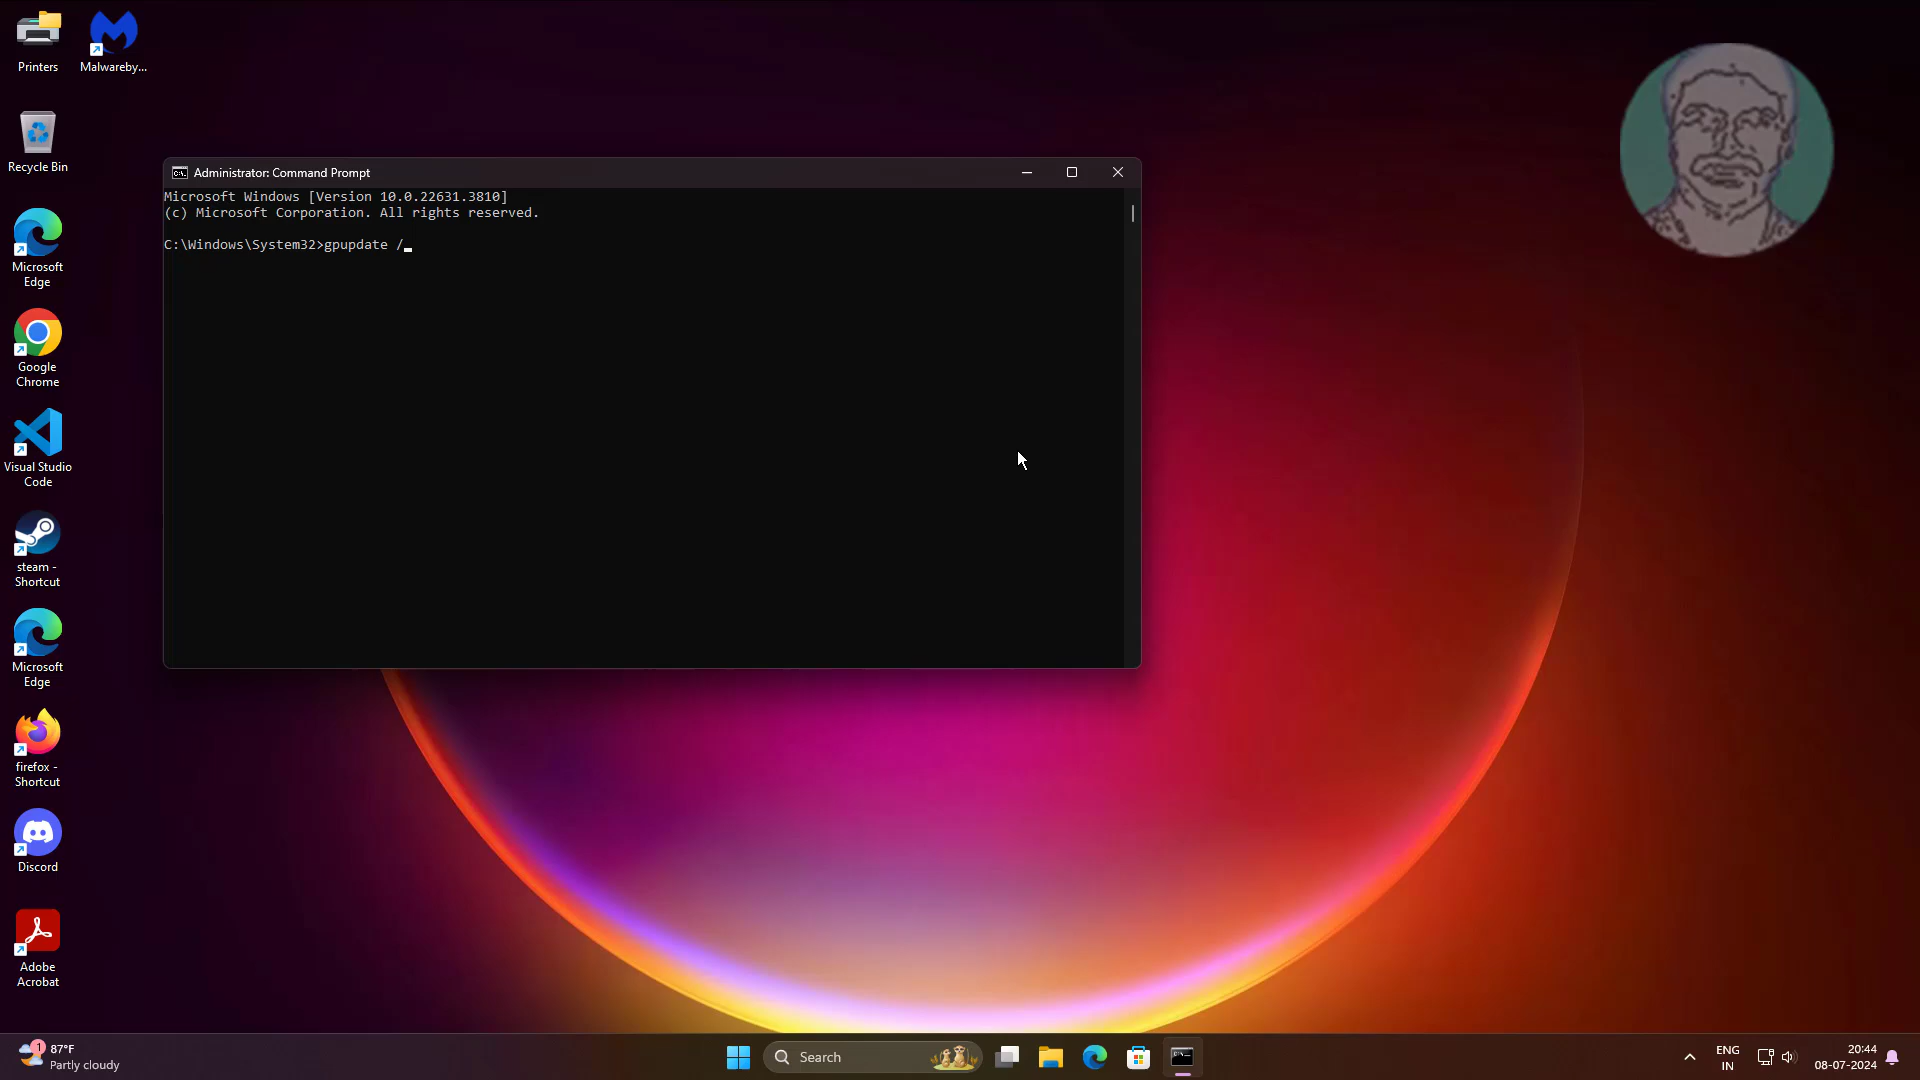 Printers
Malwareby...
Recycle Bin
Microsoft
Edge
Google
Chrome
Visual Studio
Code
steam -
Shortcut
Microsoft
Edge
firefox -
Shortcut
Discord
Adobe
Acrobat
Administrator: Command Prompt
Microsoft Windows [Version 10.0.22631.3810]
(c) Microsoft Corporation. All rights reserved.
C:\Windows\System32>gpupdate /_
1
87°F
Partly cloudy
Search
ENG
IN
20:44
08-07-2024